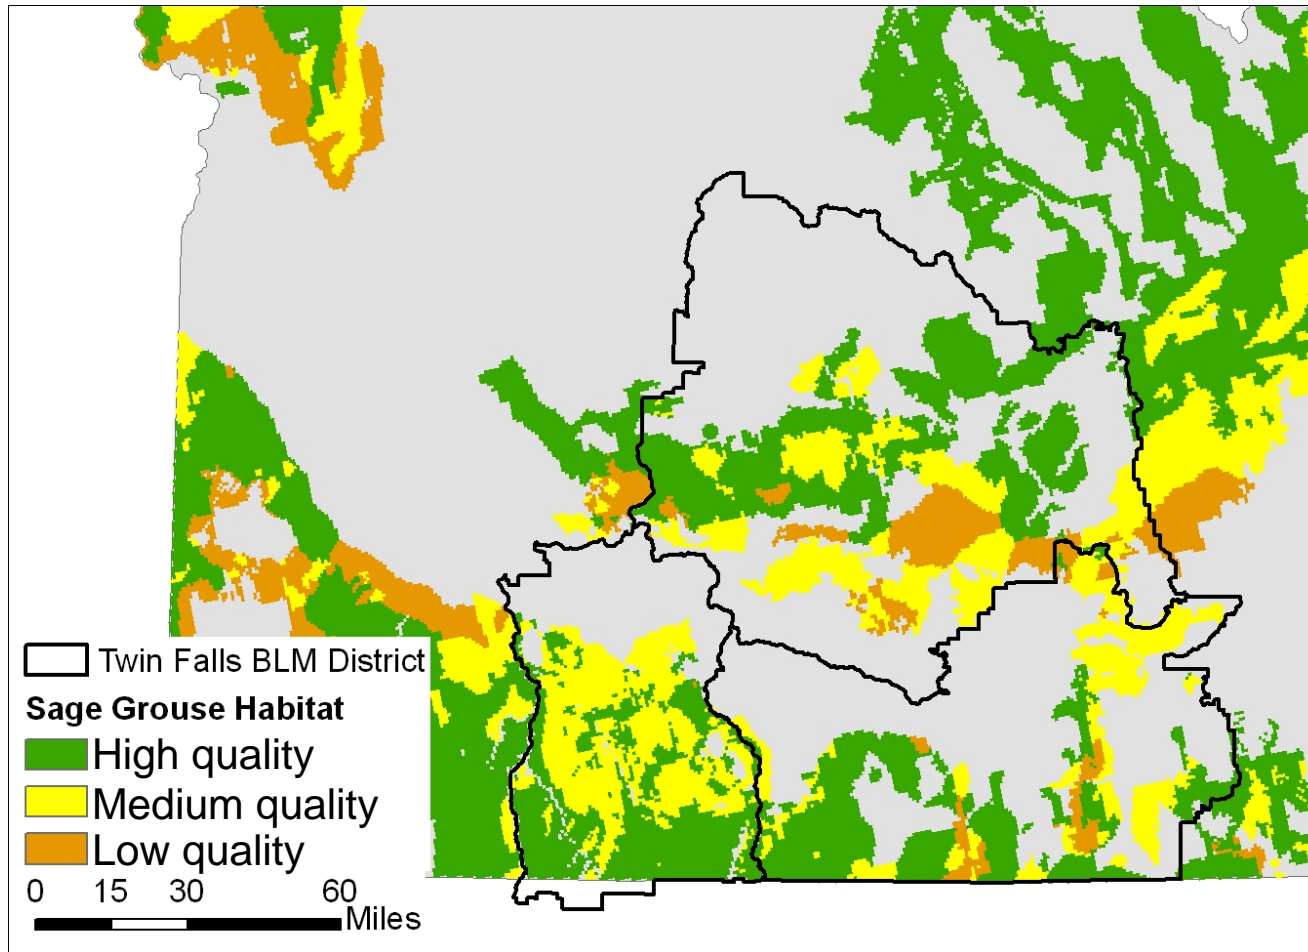 Twin Falls BLM District
Sage Grouse Habitat
High quality
Medium quality
Low quality
0 15 30 60
Miles